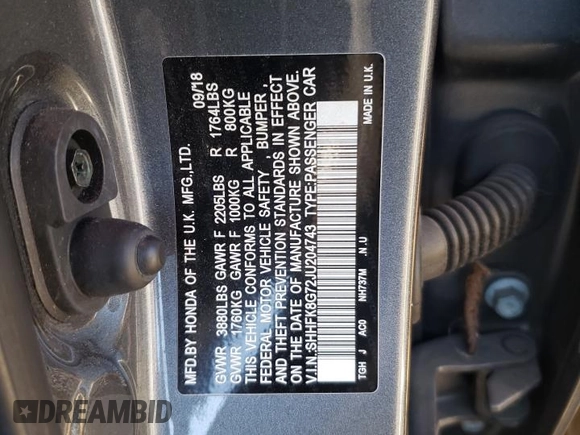 MFD.BY HONDA OF THE U.K. MFG.,LTD. 09/18
GVWR 3880LBS GAWR F 2205LBS R 1764LBS
GVWR 1760KG GAWR F 1000KG R 800KG
THIS VEHICLE CONFORMS TO ALL APPLICABLE
FEDERAL MOTOR VEHICLE SAFETY , BUMPER ,
AND THEFT PREVENTION STANDARDS IN EFFECT
ON THE DATE OF MANUFACTURE SHOWN ABOVE.
V.I.N.SHHFK8G72JU204743 TYPE:PASSENGER CAR
TGH J AC0 NH737M .N.U
MADE IN U.K.
DREAMBID